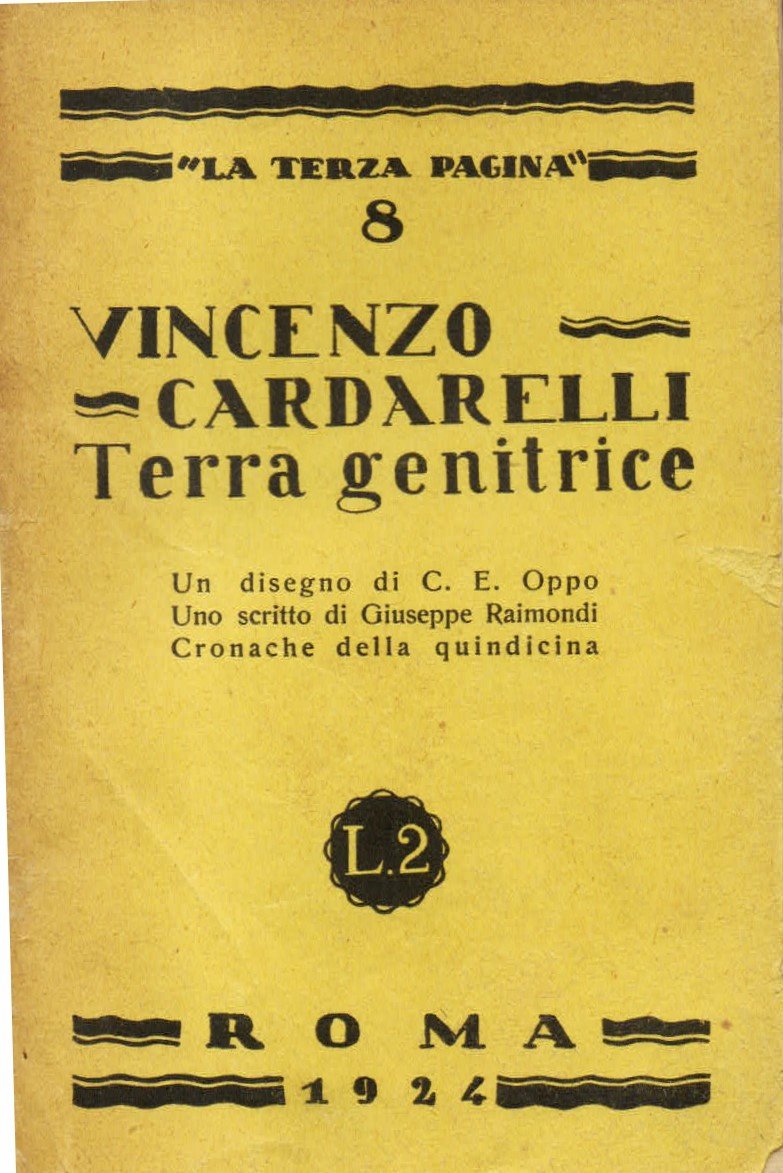 "LA TERZA PAGINA"
8
VINCENZO
CARDARELLI
Terra genitrice
Un disegno di C. E. Oppo
Uno scritto di Giuseppe Raimondi
Cronache della quindicina
L.2
ROMA
1924